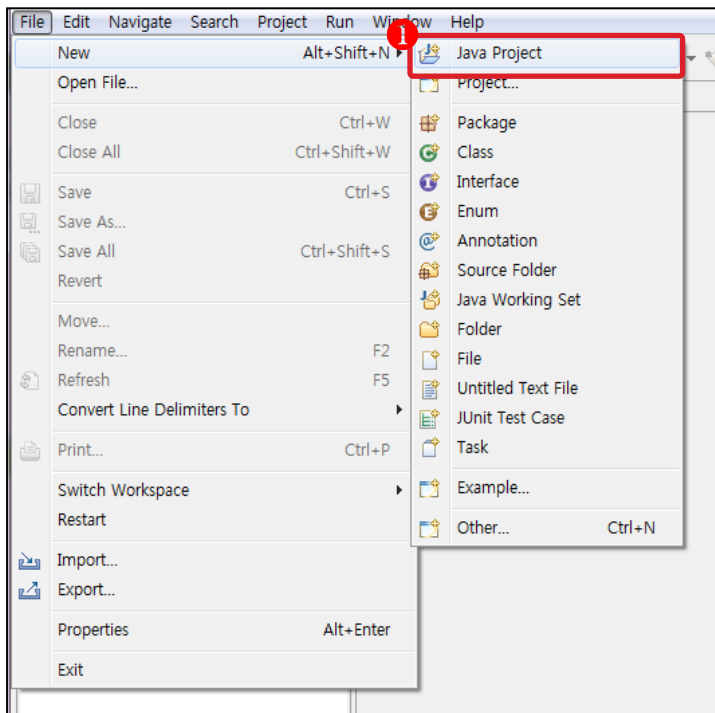 File Edit Navigate Search Project Run Window Help
1
New Alt+Shift+N
Open File...
Close Ctrl+W
Close All Ctrl+Shift+W
Save Ctrl+S
Save As...
Save All Ctrl+Shift+S
Revert
Move...
Rename... F2
Refresh F5
Convert Line Delimiters To
Print... Ctrl+P
Switch Workspace
Restart
Import...
Export...
Properties Alt+Enter
Exit
Java Project
Project...
Package
Class
Interface
Enum
Annotation
Source Folder
Java Working Set
Folder
File
Untitled Text File
JUnit Test Case
Task
Example...
Other... Ctrl+N